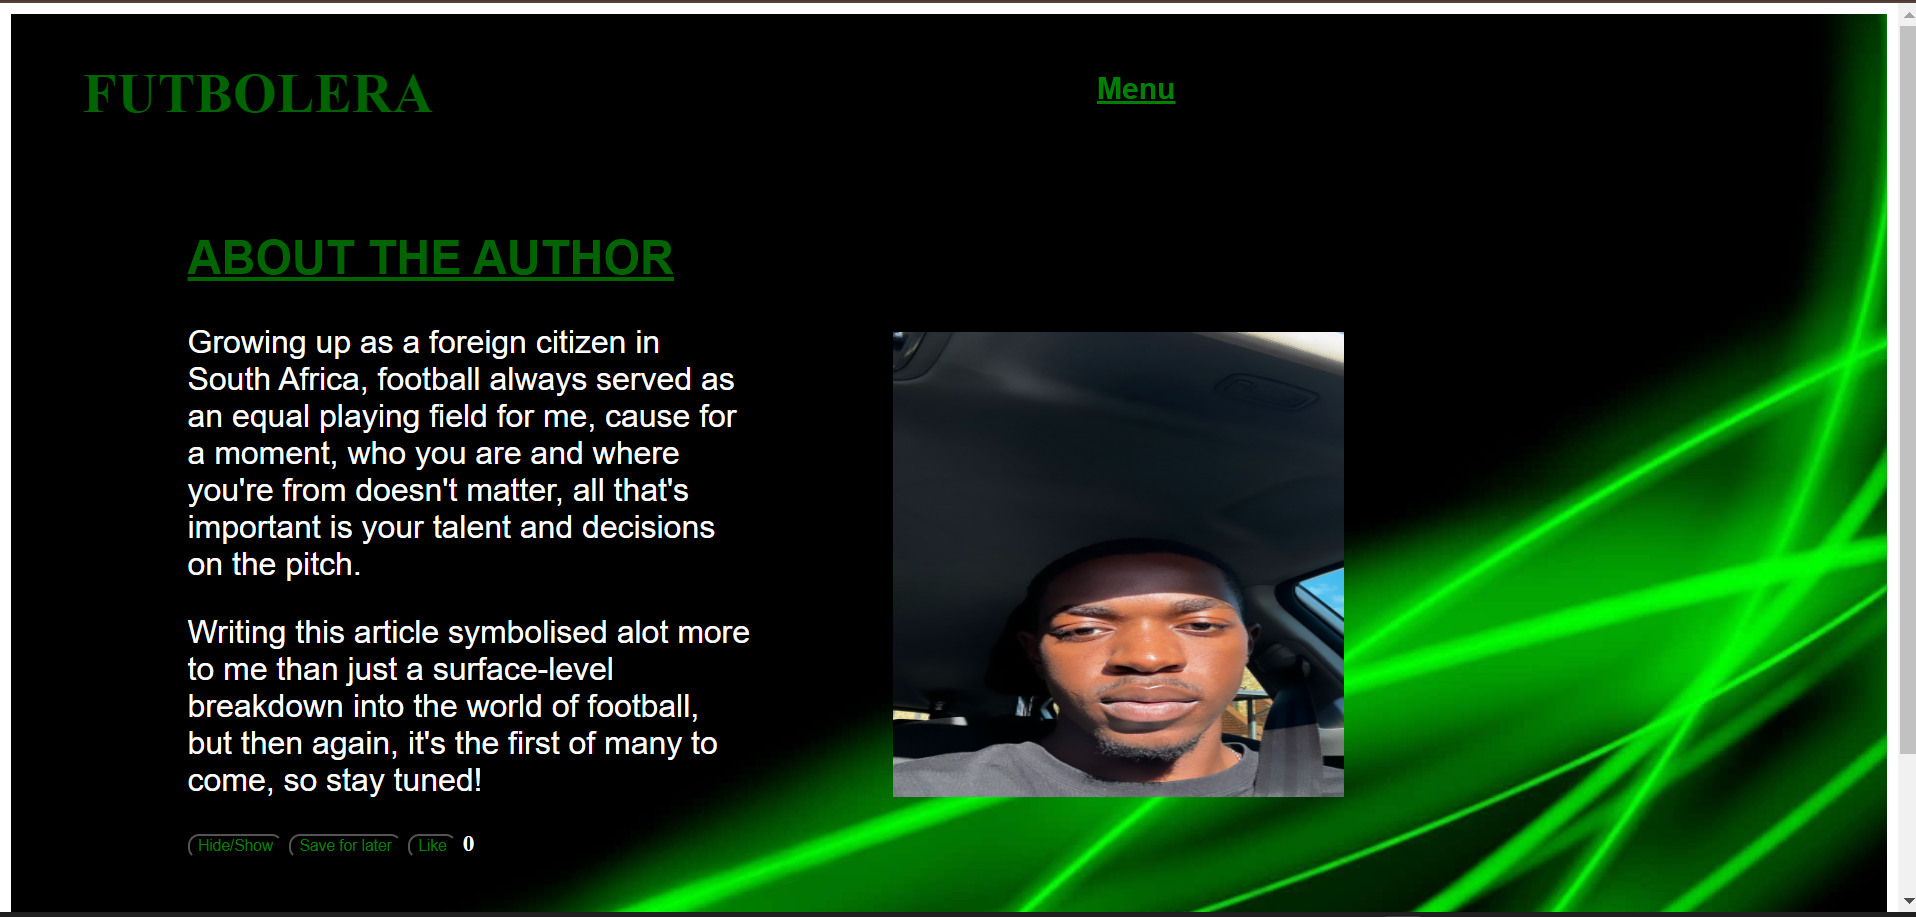 FUTBOLERA
Menu
ABOUT THE AUTHOR
Growing up as a foreign citizen in
South Africa, football always served as
an equal playing field for me, cause for
a moment, who you are and where
you're from doesn't matter, all that's
important is your talent and decisions
on the pitch.
Writing this article symbolised alot more
to me than just a surface-level
breakdown into the world of football,
but then again, it's the first of many to
come, so stay tuned!
Hide/Show Save for later Like 0